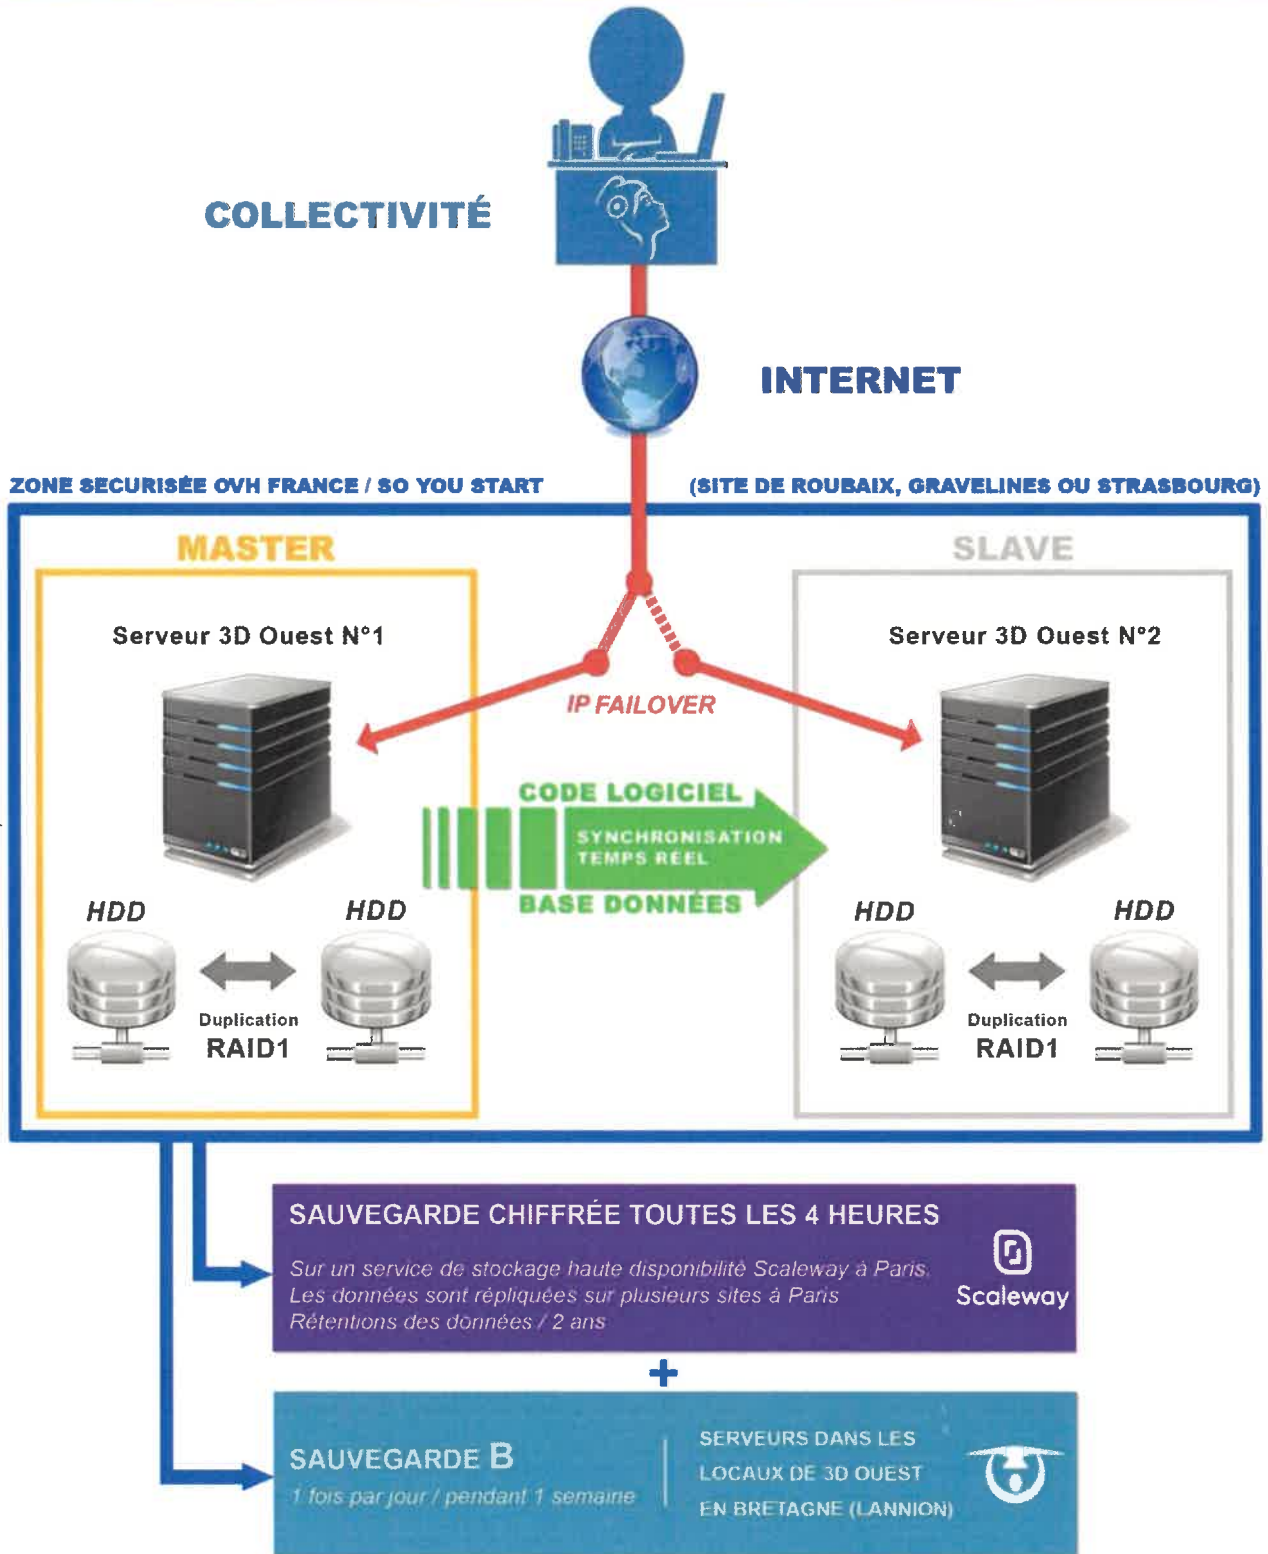 COLLECTIVITÉ
INTERNET
ZONE SECURISÉE OVH FRANCE / SO YOU START
(SITE DE ROUBAIX, GRAVELINES OU STRASBOURG)
MASTER
SLAVE
Serveur 3D Ouest N°1
Serveur 3D Ouest N°2
IP FAILOVER
CODE LOGICIEL
SYNCHRONISATION
TEMPS RÉEL
BASE DONNÉES
HDD
HDD
Duplication
RAID1
HDD
HDD
Duplication
RAID1
SAUVEGARDE CHIFFRÉE TOUTES LES 4 HEURES
Sur un service de stockage haute disponibilité Scaleway à Paris.
Les données sont répliquées sur plusieurs sites à Paris
Rétentions des données / 2 ans
Scaleway
+
SAUVEGARDE B
1 fois par jour / pendant 1 semaine
SERVEURS DANS LES
LOCAUX DE 3D OUEST
EN BRETAGNE (LANNION)